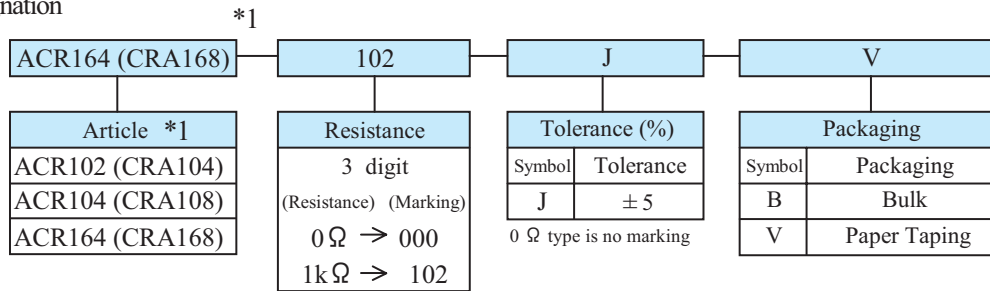 nation
*1
ACR164 (CRA168) 102 J V
Article *1
ACR102 (CRA104)
ACR104 (CRA108)
ACR164 (CRA168)
Resistance
3 digit
(Resistance) (Marking)
0Ω → 000
1kΩ → 102
Tolerance (%)
Symbol Tolerance
J ±5
0 Ω type is no marking
Packaging
Symbol Packaging
B Bulk
V Paper Taping